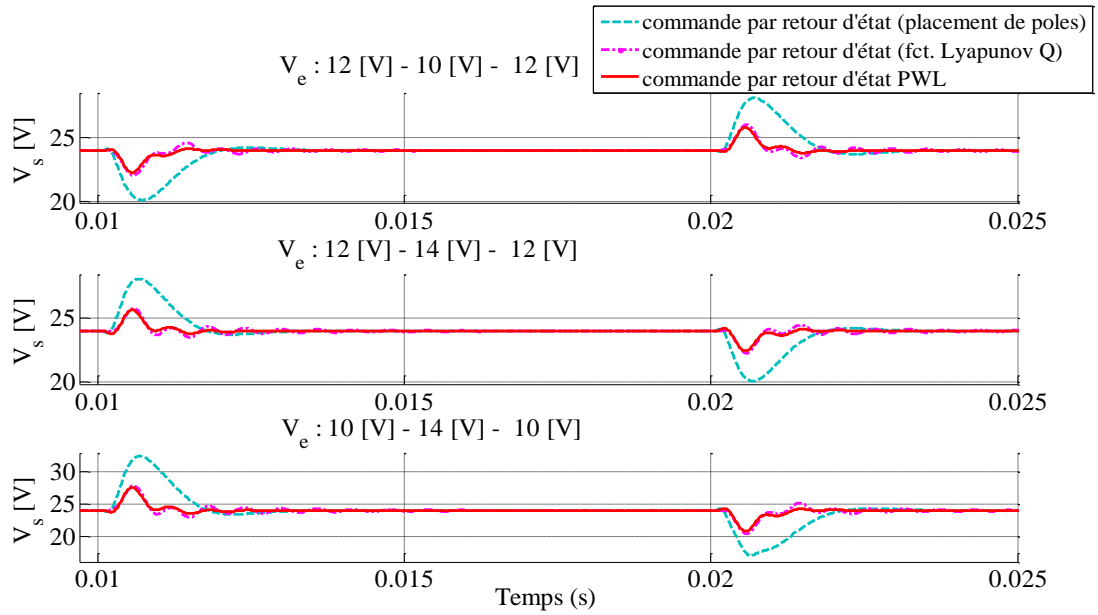 commande par retour d'état (placement de poles)
commande par retour d'état (fct. Lyapunov Q)
commande par retour d'état PWL
V_e : 12 [V] - 10 [V] - 12 [V]
V_s [V]
25
20
0.01 0.015 0.02 0.025
V_e : 12 [V] - 14 [V] - 12 [V]
V_s [V]
25
20
0.01 0.015 0.02 0.025
V_e : 10 [V] - 14 [V] - 10 [V]
V_s [V]
30
25
20
0.01 0.015 0.02 0.025
Temps (s)